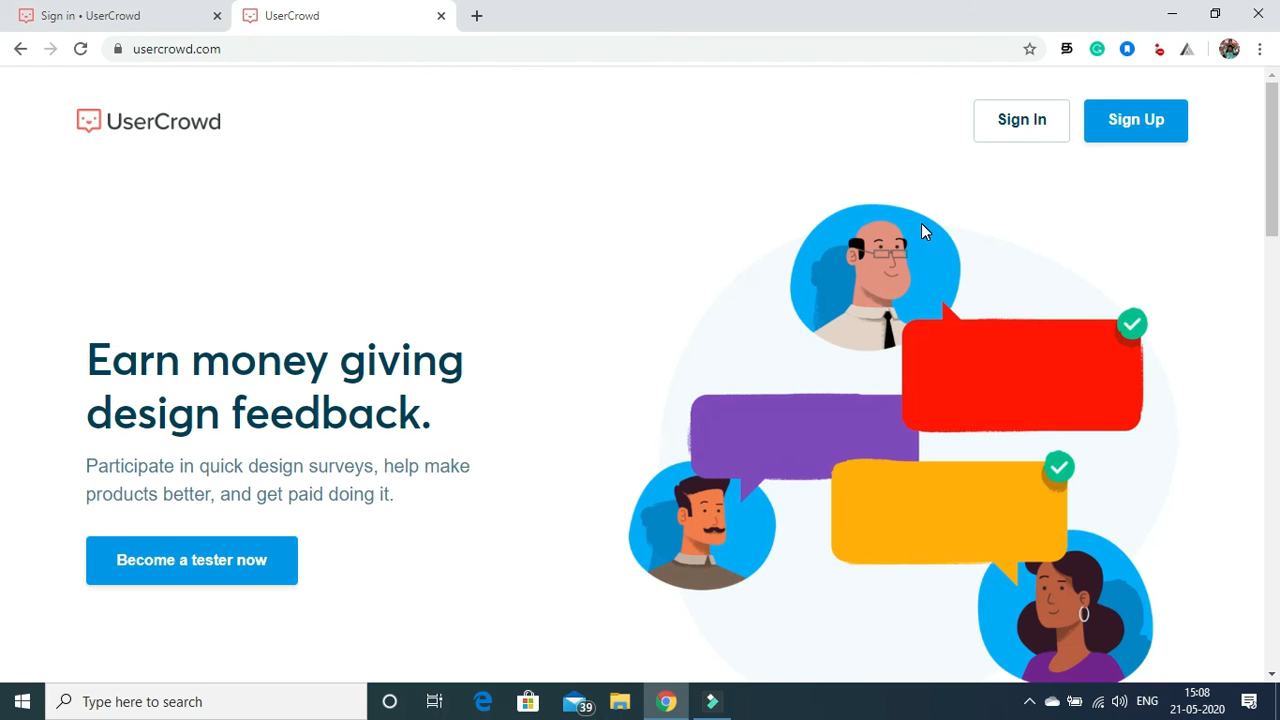 Sign in • UserCrowd
UserCrowd
usercrowd.com
UserCrowd
Sign In
Sign Up
Earn money giving
design feedback.
Participate in quick design surveys, help make
products better, and get paid doing it.
Become a tester now
Type here to search
39
ENG
15:08
21-05-2020